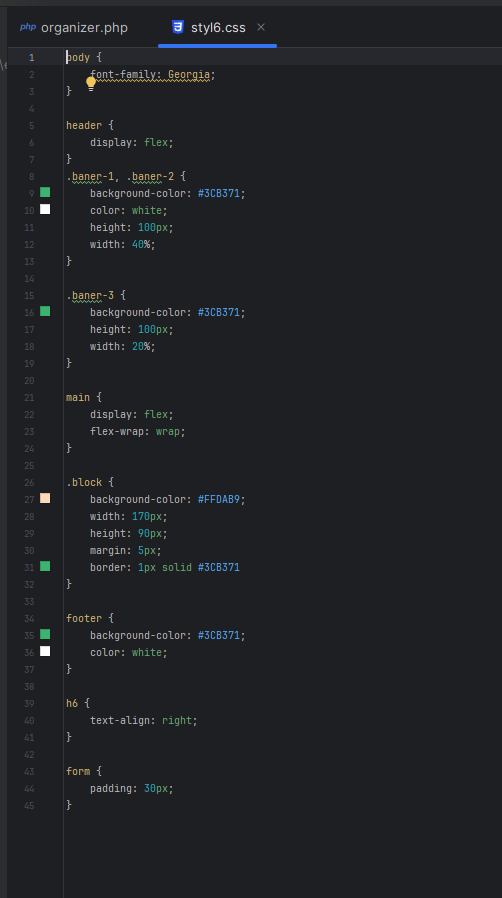 php organizer.php
styl6.css
1 body {
2 font-family: Georgia;
3 }
4
5 header {
6 display: flex;
7 }
8 .baner-1, .baner-2 {
9 background-color: #3CB371;
10 color: white;
11 height: 100px;
12 width: 40%;
13 }
14
15 .baner-3 {
16 background-color: #3CB371;
17 height: 100px;
18 width: 20%;
19 }
20
21 main {
22 display: flex;
23 flex-wrap: wrap;
24 }
25
26 .block {
27 background-color: #FFDAB9;
28 width: 170px;
29 height: 90px;
30 margin: 5px;
31 border: 1px solid #3CB371
32 }
33
34 footer {
35 background-color: #3CB371;
36 color: white;
37 }
38
39 h6 {
40 text-align: right;
41 }
42
43 form {
44 padding: 30px;
45 }